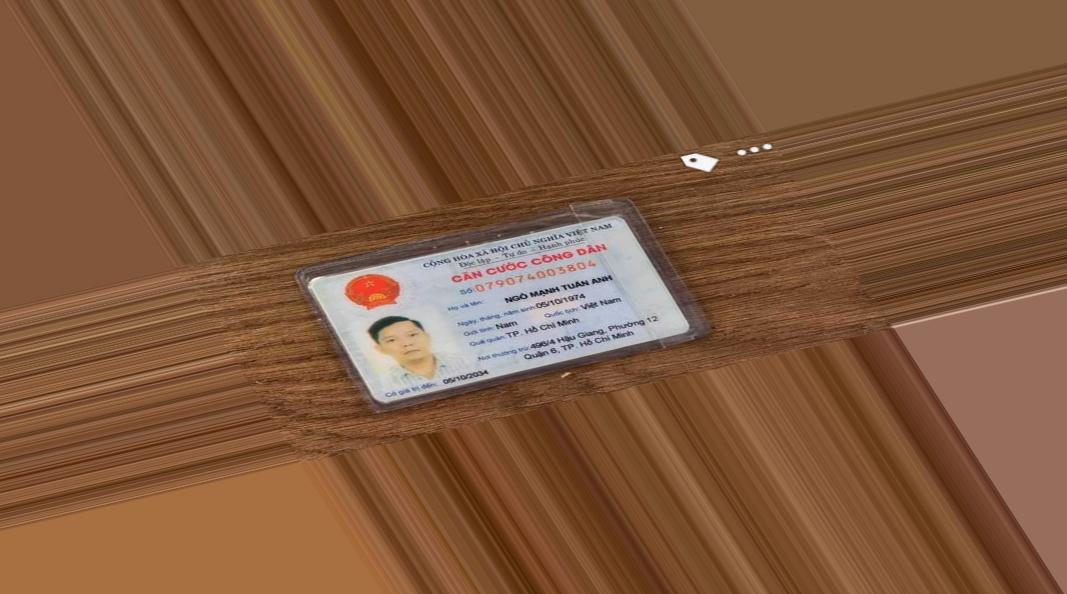 CỘNG HÒA XÃ HỘI CHỦ NGHĨA VIỆT NAM
Độc lập - Tự do - Hạnh phúc
CĂN CƯỚC CÔNG DÂN
Số: 079074003804
Họ và tên: NGÔ MẠNH TUẤN ANH
Ngày, tháng, năm sinh: 05/10/1974
Giới tính: Nam Quốc tịch: Việt Nam
Quê quán: TP. Hồ Chí Minh
Nơi thường trú: 496/4 Hậu Giang, Phường 12
Quận 6, TP. Hồ Chí Minh
Có giá trị đến: 05/10/2034